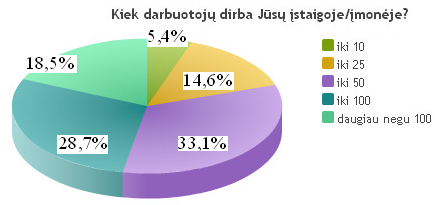 Kiek darbuotojų dirba Jūsų įstaigoje/įmonėje?
5,4%
14,6%
33,1%
28,7%
18,5%
iki 10
iki 25
iki 50
iki 100
daugiau negu 100